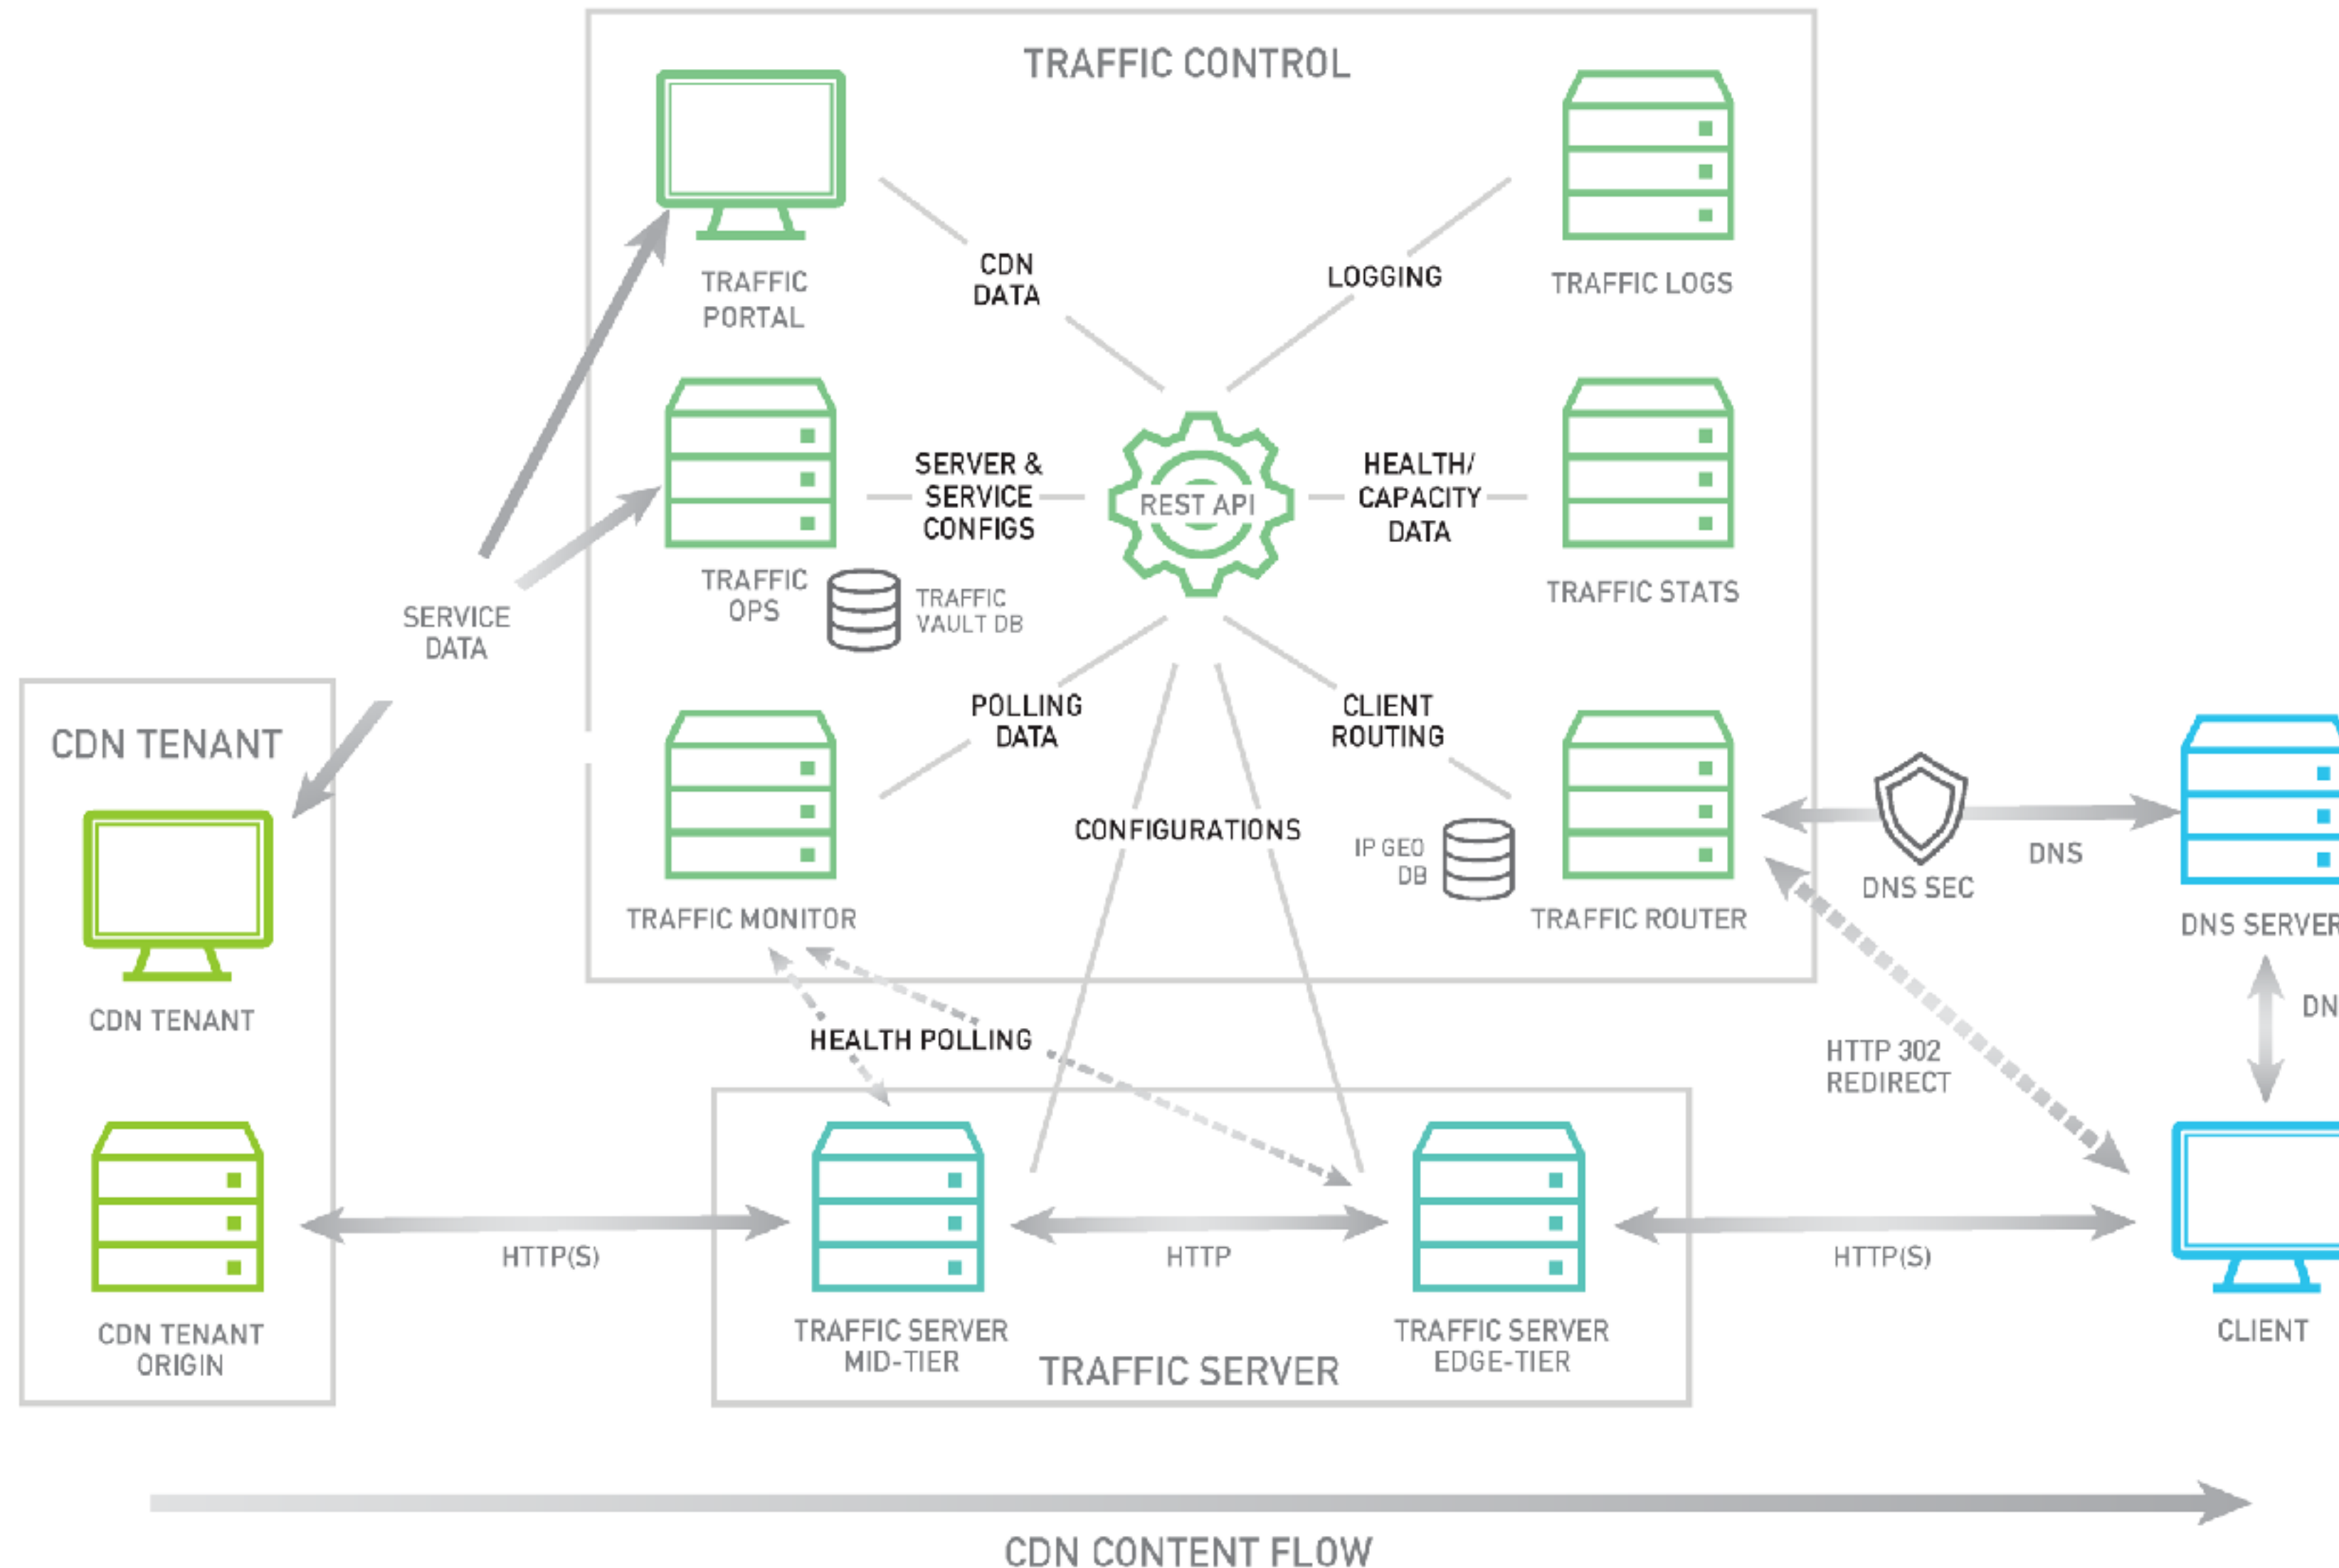 TRAFFIC CONTROL
TRAFFIC
PORTAL
CDN
DATA
LOGGING
TRAFFIC LOGS
SERVER &
SERVICE
CONFIGS
REST API
HEALTH/
CAPACITY
DATA
TRAFFIC
OPS
TRAFFIC
VAULT DB
TRAFFIC STATS
SERVICE
DATA
POLLING
DATA
CLIENT
ROUTING
CDN TENANT
CONFIGURATIONS
IP GEO
DB
DNS SEC
DNS
TRAFFIC MONITOR
TRAFFIC ROUTER
DNS SERVER
CDN TENANT
HEALTH POLLING
HTTP 302
REDIRECT
DN
HTTP(S)
HTTP
HTTP(S)
CDN TENANT
ORIGIN
TRAFFIC SERVER
MID-TIER
TRAFFIC SERVER
TRAFFIC SERVER
EDGE-TIER
CLIENT
CDN CONTENT FLOW